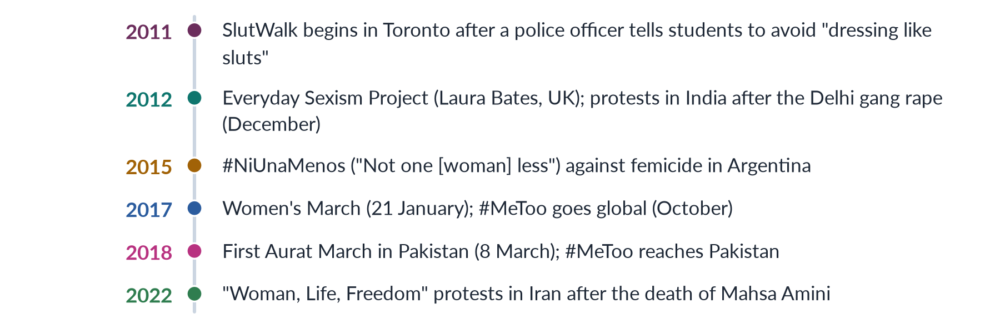 2011 SlutWalk begins in Toronto after a police officer tells students to avoid "dressing like
sluts"
2012 Everyday Sexism Project (Laura Bates, UK); protests in India after the Delhi gang rape
(December)
2015 #NiUnaMenos ("Not one [woman] less") against femicide in Argentina
2017 Women's March (21 January); #MeToo goes global (October)
2018 First Aurat March in Pakistan (8 March); #MeToo reaches Pakistan
2022 "Woman, Life, Freedom" protests in Iran after the death of Mahsa Amini